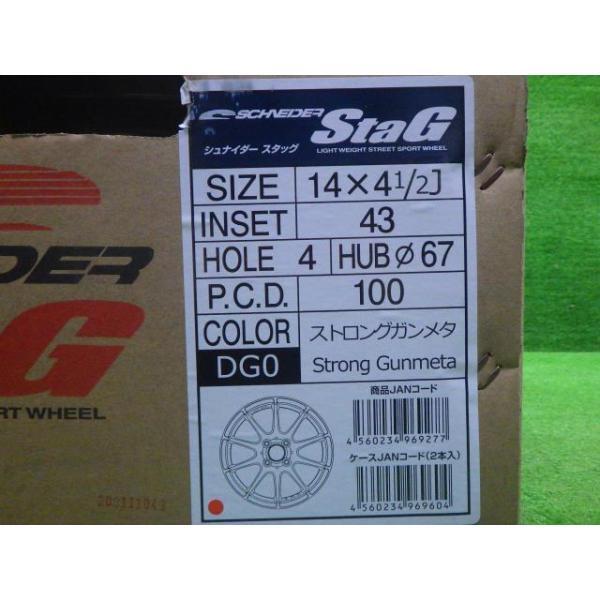 SCHNEDER StaG
シュナイダー スタッグ LIGHT WEIGHT STREET SPORT WHEEL
SIZE 14×4 1/2J
INSET 43
HOLE 4 HUB φ 67
P.C.D. 100
COLOR ストロングガンメタ
DG0 Strong Gunmeta
商品JANコード
4 560234 969277
ケースJANコード(2本入)
4 560234 969604
EDER
G
ORT WHEEL